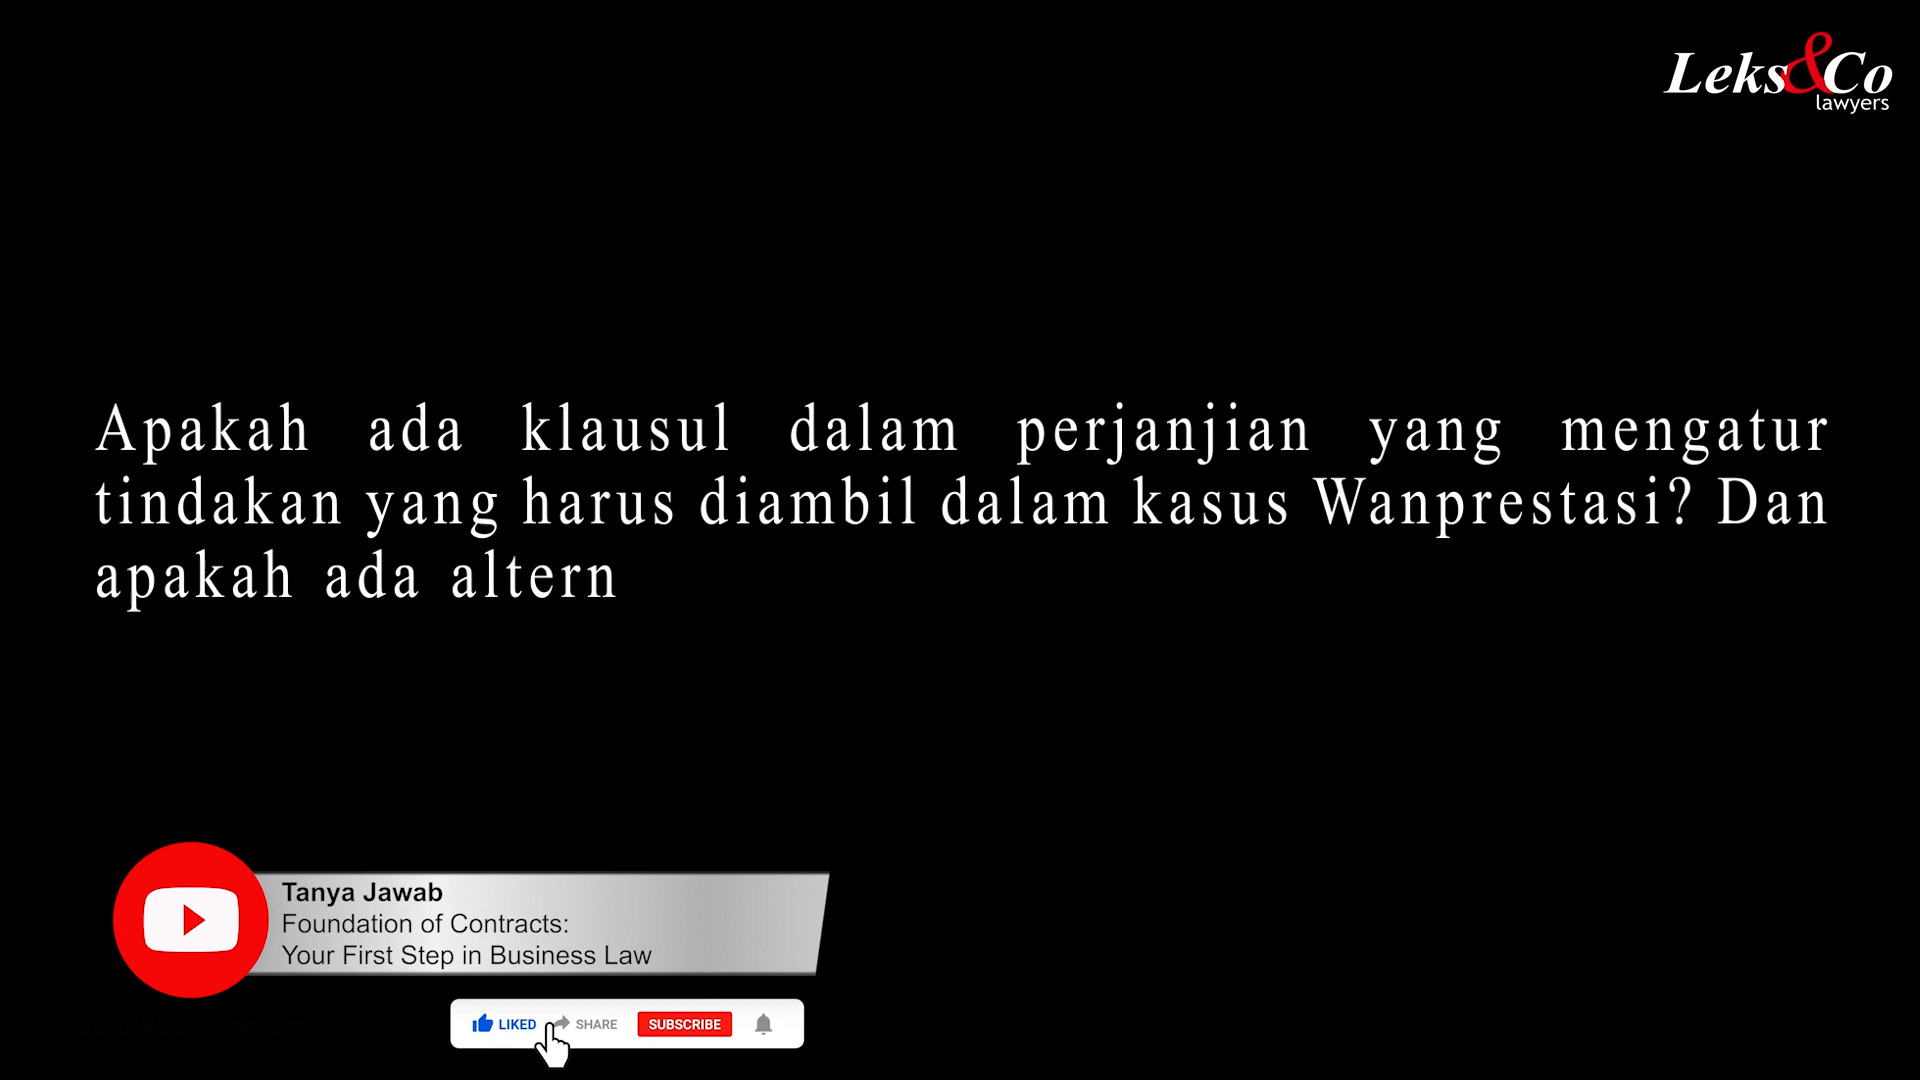 Leks&Co
lawyers
Apakah ada klausul dalam perjanjian yang mengatur
tindakan yang harus diambil dalam kasus Wanprestasi? Dan
apakah ada altern
Tanya Jawab
Foundation of Contracts:
Your First Step in Business Law
LIKED SHARE SUBSCRIBE